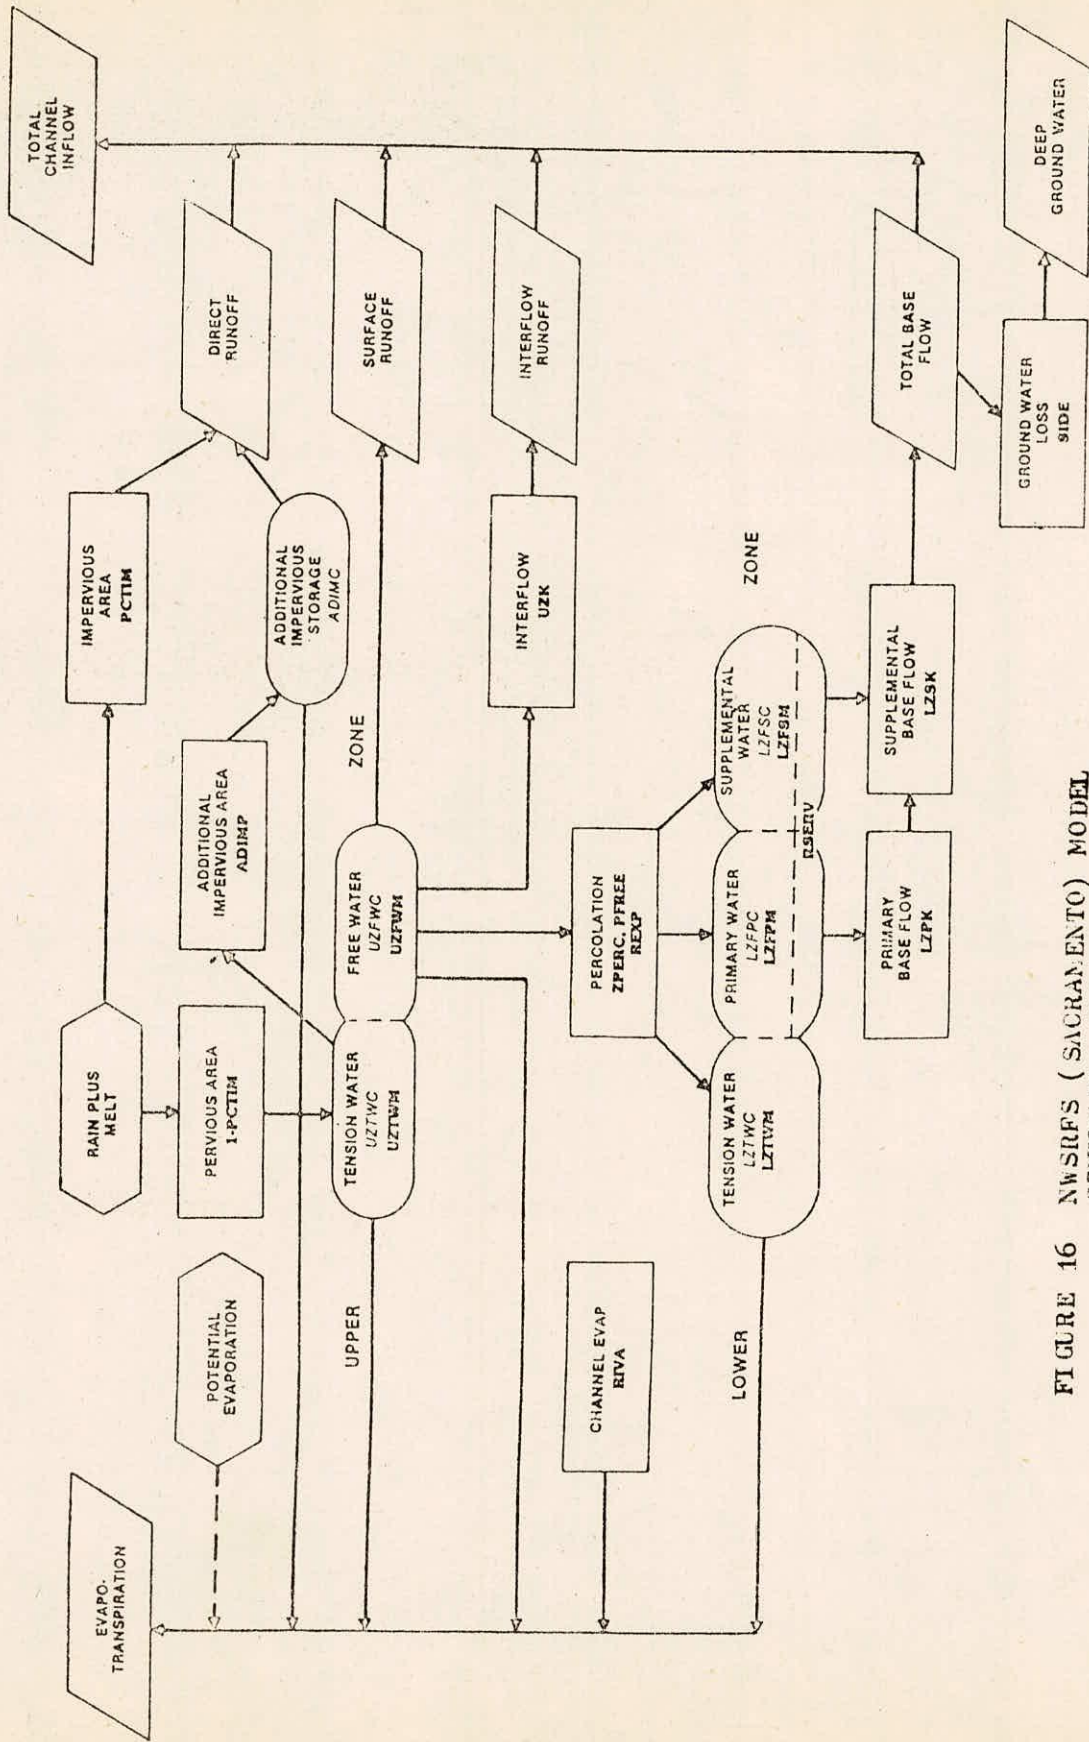 EVAPO-
TRANSPIRATION
POTENTIAL
EVAPORATION
RAIN PLUS
MELT
PERVIOUS AREA
1-PCTIM
IMPERVIOUS
AREA
PCTIM
ADDITIONAL
IMPERVIOUS AREA
ADIMP
ADDITIONAL
IMPERVIOUS
STORAGE
ADIMC
DIRECT
RUNOFF
TOTAL
CHANNEL
INFLOW
UPPER
TENSION WATER
UZTWC
UZTWM
FREE WATER
UZFWC
UZFWM
ZONE
SURFACE
RUNOFF
INTERFLOW
UZK
INTERFLOW
RUNOFF
CHANNEL EVAP
RIVA
PERCOLATION
ZPERC, PFREE
REXP
LOWER
TENSION WATER
LZTWC
LZTWM
PRIMARY WATER
LZFPC
LZFPM
SUPPLEMENTAL
WATER
LZFSC
LZFSM
RSERV
ZONE
PRIMARY
BASE FLOW
LZPK
SUPPLEMENTAL
BASE FLOW
LZSK
TOTAL BASE
FLOW
GROUND WATER
LOSS
SIDE
DEEP
GROUND WATER
FIGURE 16 NWSRFS (SACRAMENTO) MODEL